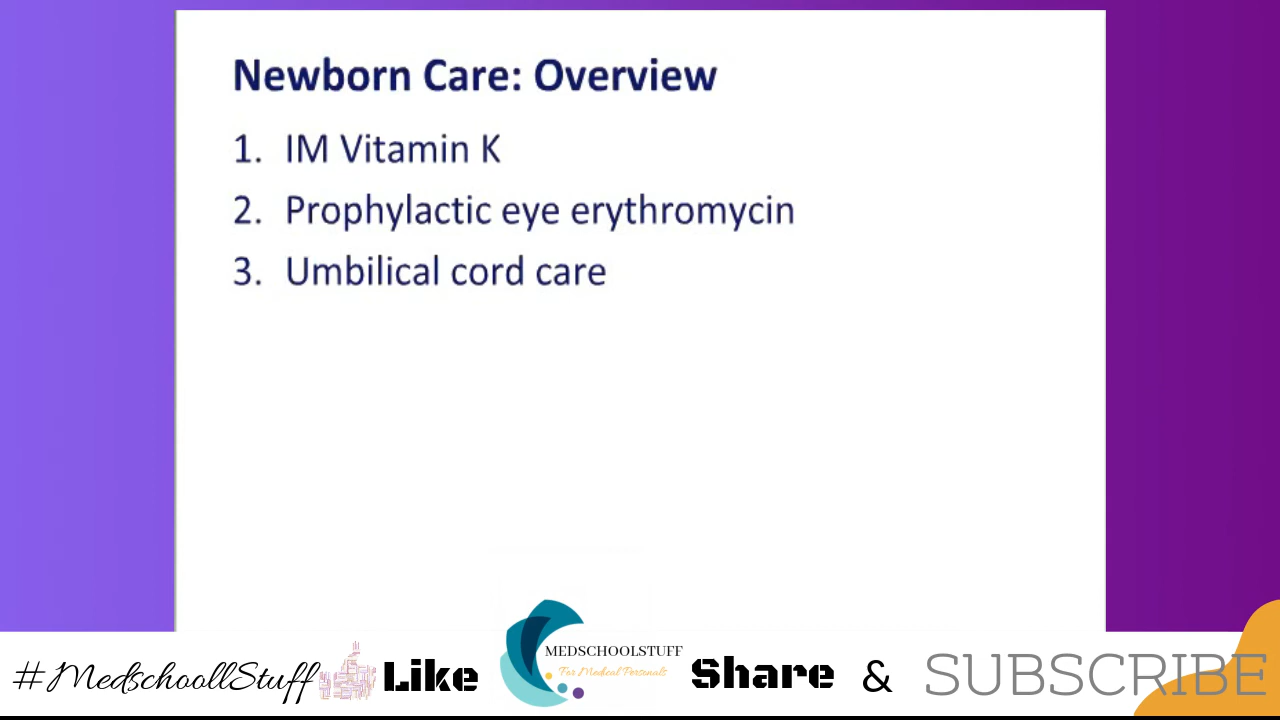 Newborn Care: Overview
1. IM Vitamin K
2. Prophylactic eye erythromycin
3. Umbilical cord care
#MedschoollStuff Like MEDSCHOOLSTUFF Share & SUBSCRIBE
For Medical Personals